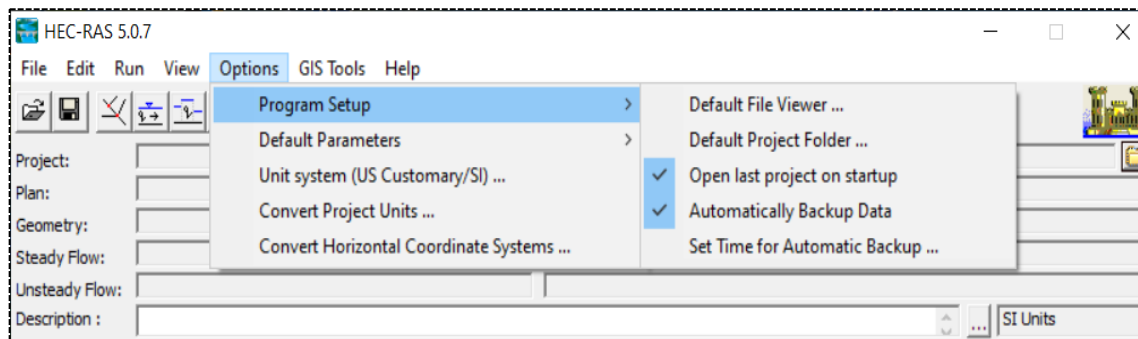 HEC-RAS 5.0.7
File Edit Run View Options GIS Tools Help
Program Setup
Default Parameters
Unit system (US Customary/SI) ...
Convert Project Units ...
Convert Horizontal Coordinate Systems ...
Default File Viewer ...
Default Project Folder ...
Open last project on startup
Automatically Backup Data
Set Time for Automatic Backup ...
Project:
Plan:
Geometry:
Steady Flow:
Unsteady Flow:
Description :
... SI Units